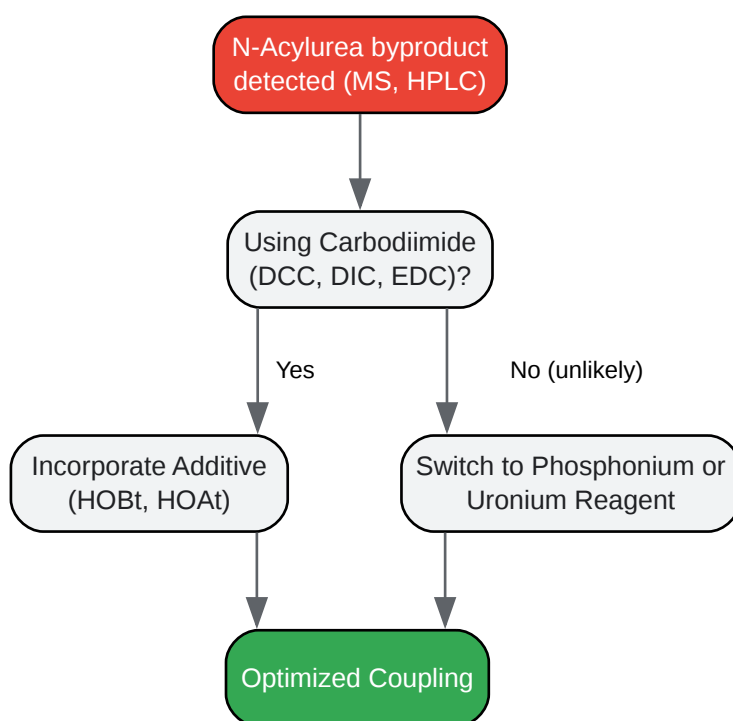 N-Acylurea byproduct
detected (MS, HPLC)
Using Carbodiimide
(DCC, DIC, EDC)?
Yes
No (unlikely)
Incorporate Additive
(HOBt, HOAt)
Switch to Phosphonium or
Uronium Reagent
Optimized Coupling